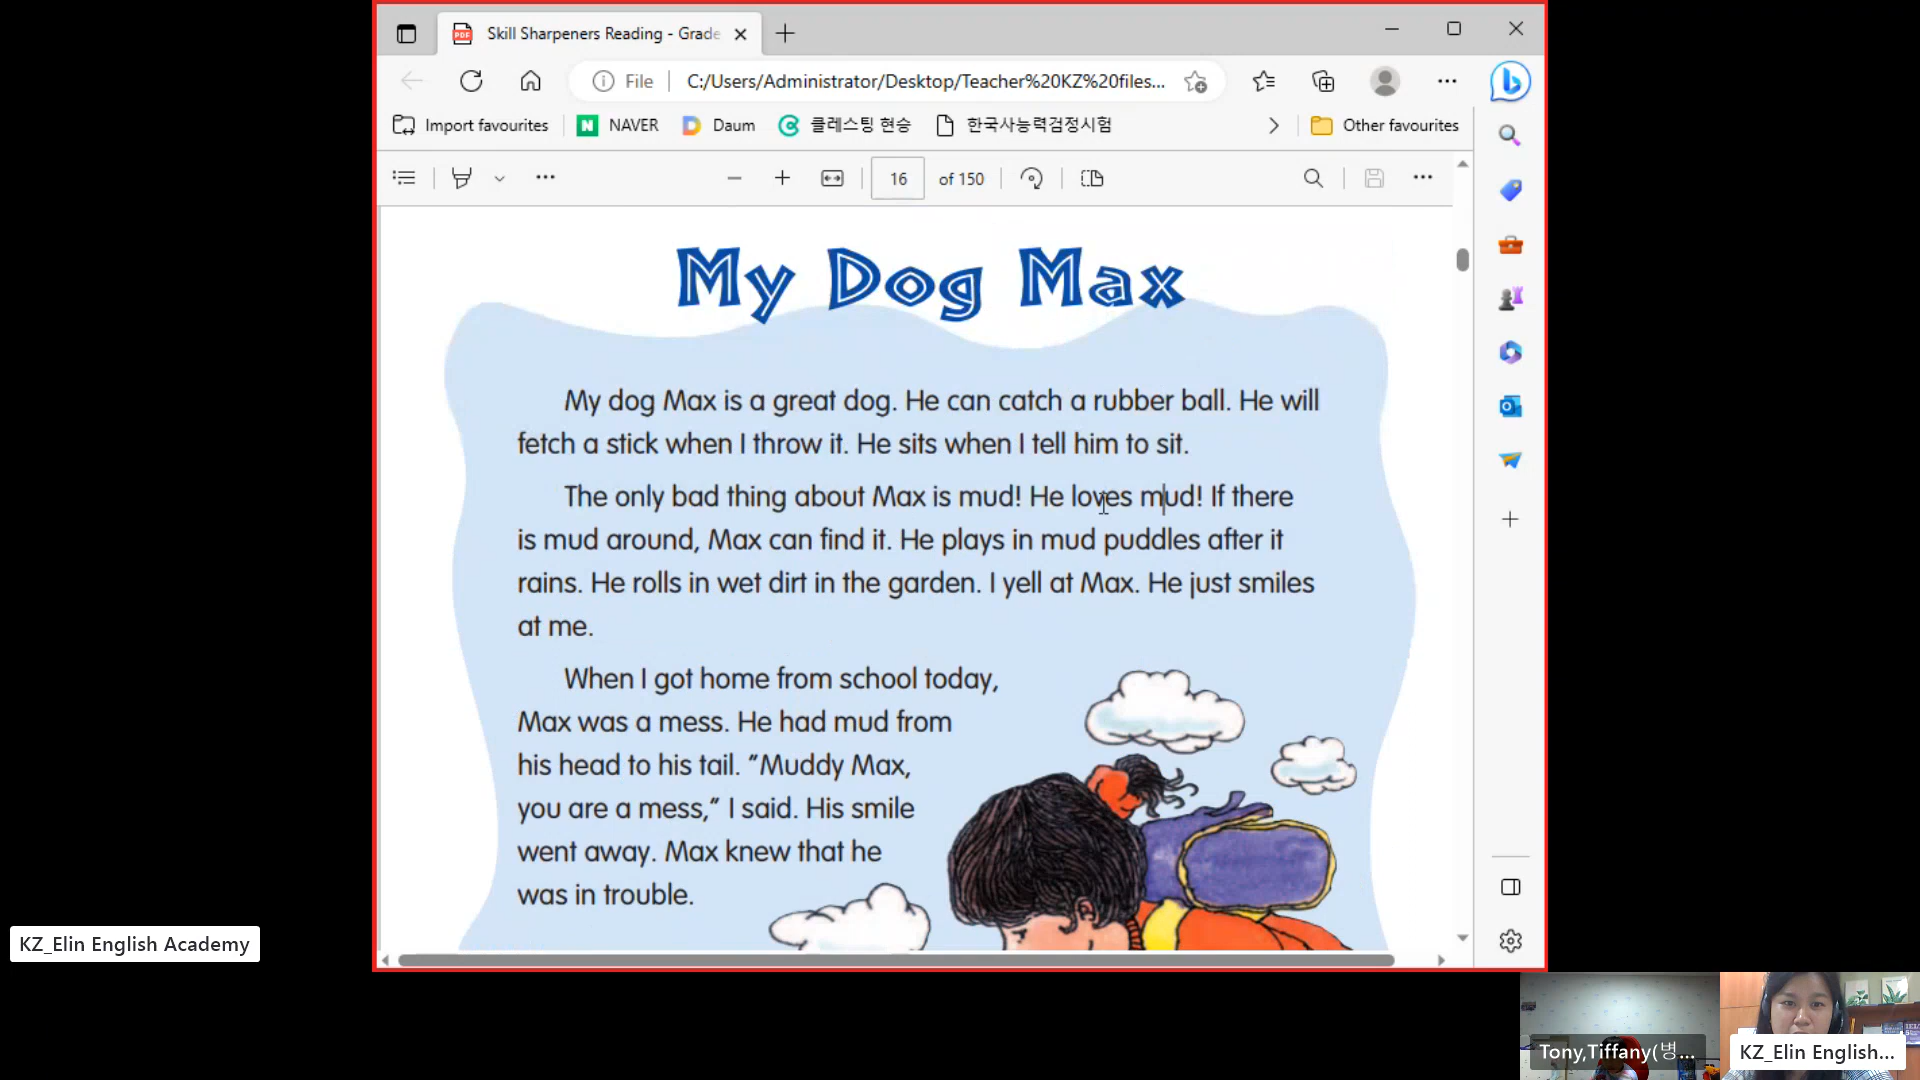 Skill Sharpeners Reading - Grade
File
C:/Users/Administrator/Desktop/Teacher%20KZ%20files...
Import favourites
NAVER
Daum
클레스팅 현승
한국사능력검정시험
Other favourites
16 of 150
My Dog Max
My dog Max is a great dog. He can catch a rubber ball. He will
fetch a stick when I throw it. He sits when I tell him to sit.
The only bad thing about Max is mud! He loves mud! If there
is mud around, Max can find it. He plays in mud puddles after it
rains. He rolls in wet dirt in the garden. I yell at Max. He just smiles
at me.
When I got home from school today,
Max was a mess. He had mud from
his head to his tail. "Muddy Max,
you are a mess," I said. His smile
went away. Max knew that he
was in trouble.
KZ_Elin English Academy
Tony,Tiffany(병...
KZ_Elin English...